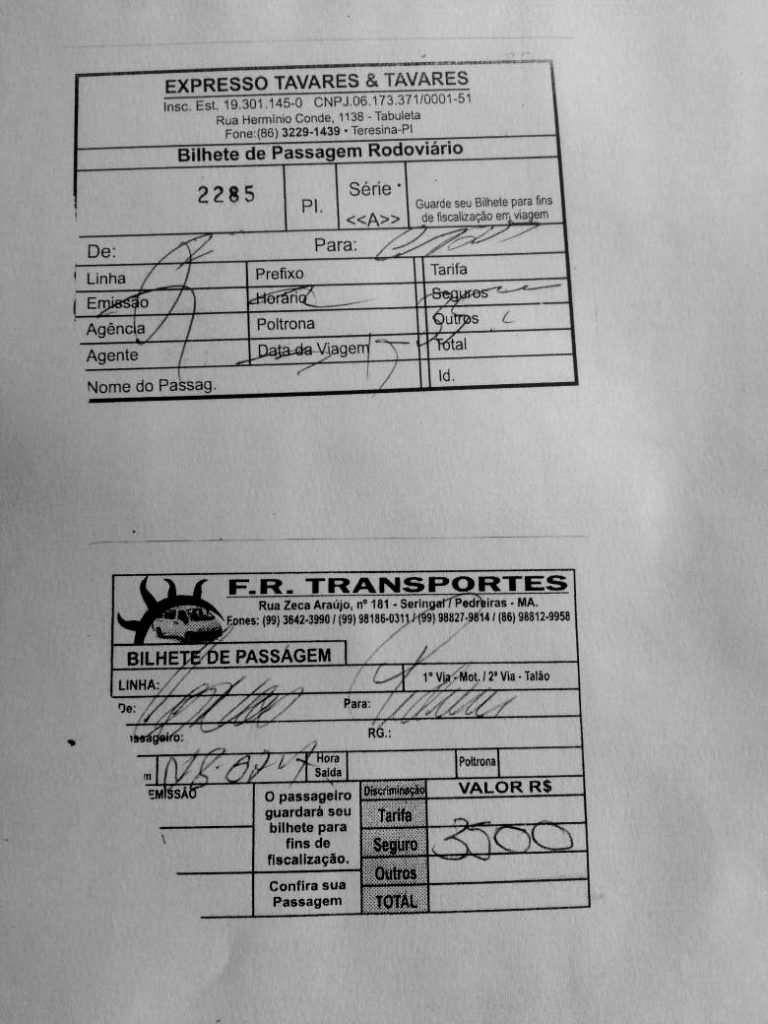 EXPRESSO TAVARES & TAVARES
Insc. Est. 19.301.145-0 CNPJ.06.173.371/0001-51
Rua Hermínio Conde, 1138 - Tabuleta
Fone:(86) 3229-1439 • Teresina-PI
Bilhete de Passagem Rodoviário
2285
PI.
Série
<<A>>
Guarde seu Bilhete para fins
de fiscalização em viagem
De: Para:
Linha Prefixo Tarifa
Emissão Horário Seguros
Agência Poltrona Outros
Agente Data da Viagem Total
Nome do Passag. Id.
F.R. TRANSPORTES
Rua Zeca Araújo, nº 181 - Seringal / Pedreiras - MA.
Fones: (99) 3642-3990 / (99) 98186-0311 / (99) 98827-9814 / (86) 98812-9958
BILHETE DE PASSAGEM
LINHA: 1º Via - Mot. / 2º Via - Talão
De: Para:
ssageiro: RG.:
m Hora Saida Poltrona
EMISSÃO
O passageiro
guardará seu
bilhete para
fins de
fiscalização.
Confira sua
Passagem
Discriminação VALOR R$
Tarifa
Seguro 3500
Outros
TOTAL